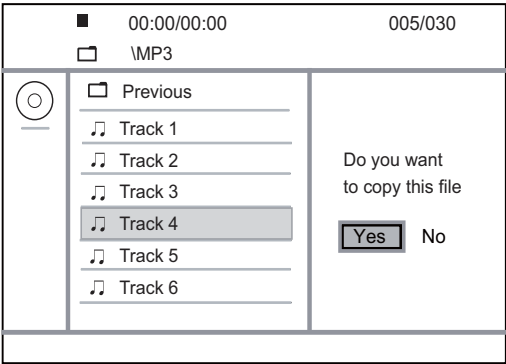 00:00/00:00 005/030
\MP3
Previous
Track 1
Track 2
Track 3
Track 4
Track 5
Track 6
Do you want
to copy this file
Yes No